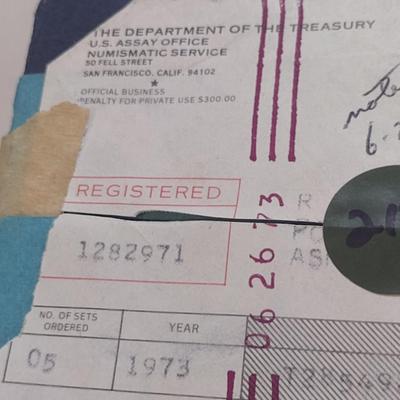 THE DEPARTMENT OF THE TREASURY
U.S. ASSAY OFFICE
NUMISMATIC SERVICE
50 FELL STREET
SAN FRANCISCO, CALIF. 94102
OFFICIAL BUSINESS
PENALTY FOR PRIVATE USE $300.00
REGISTERED
1282971
062673
NO. OF SETS
ORDERED
YEAR
05
1973